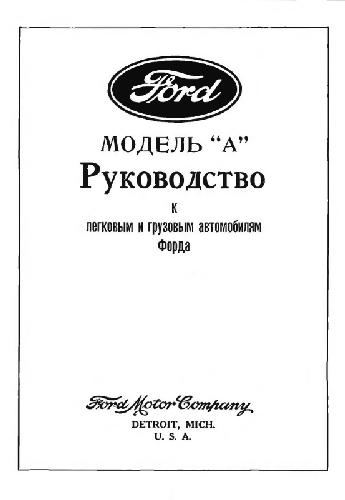 Ford
МОДЕЛЬ "А"
Руководство
к
легковым и грузовым автомобилям
Форда
Ford Motor Company
DETROIT, MICH.
U. S. A.